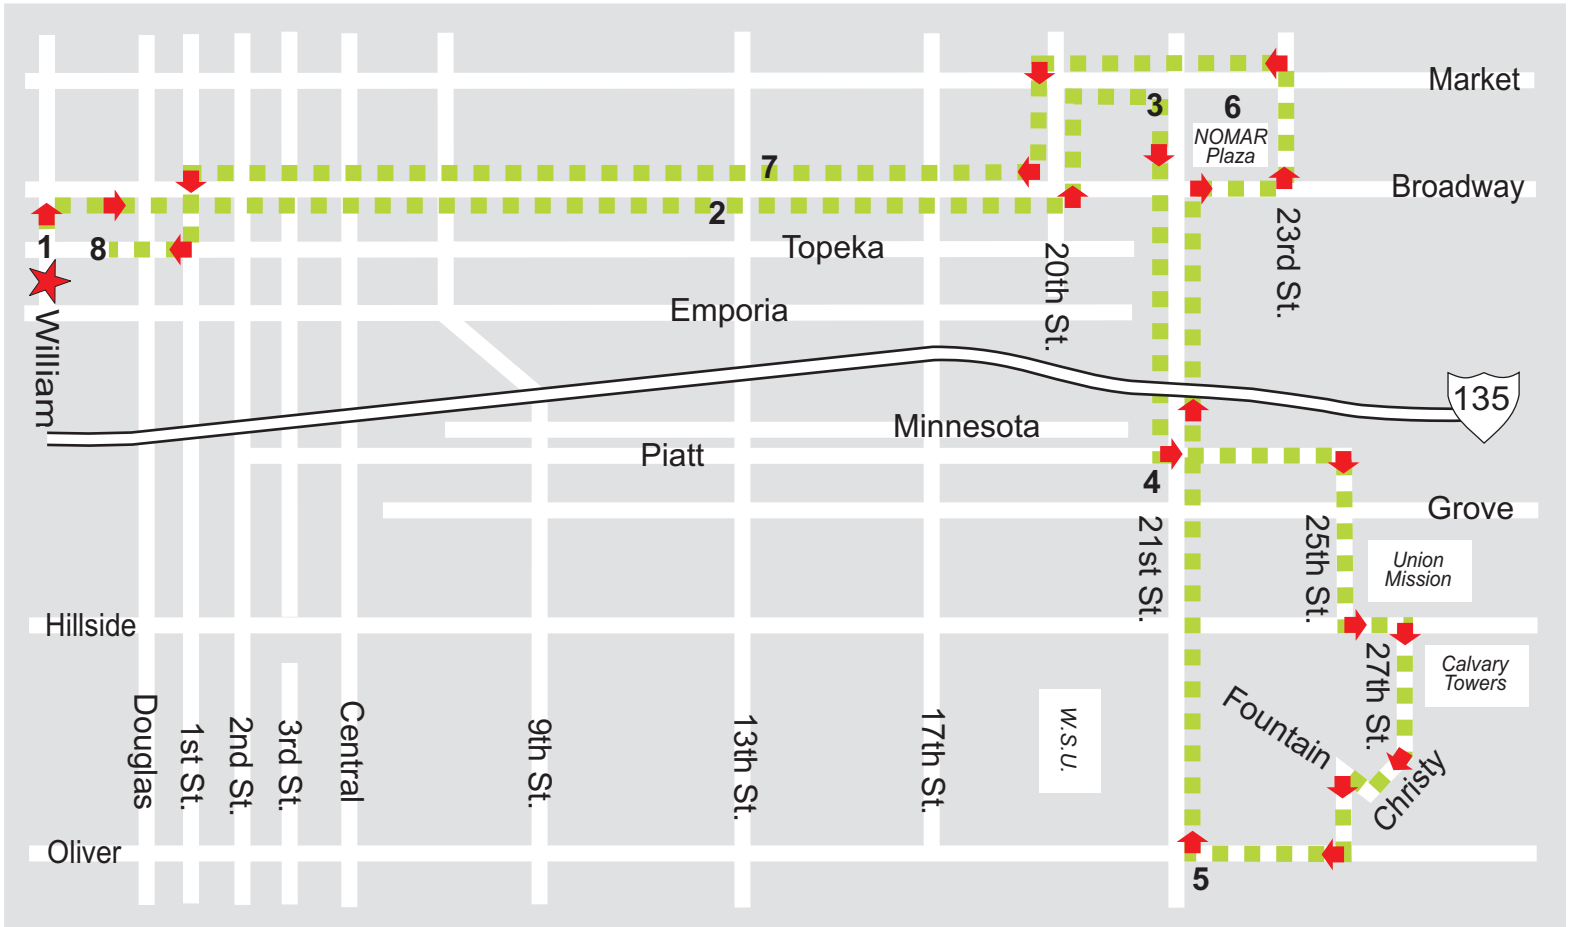 Market
3
6
NOMAR
Plaza
7
Broadway
2
1
8
Topeka
20th St.
23rd St.
Emporia
William
135
Minnesota
Piatt
4
Grove
21st St.
25th St.
Union
Mission
Hillside
27th St.
Calvary
Towers
Fountain
Christy
W.S.U.
Douglas
1st St.
2nd St.
3rd St.
Central
9th St.
13th St.
17th St.
Oliver
5